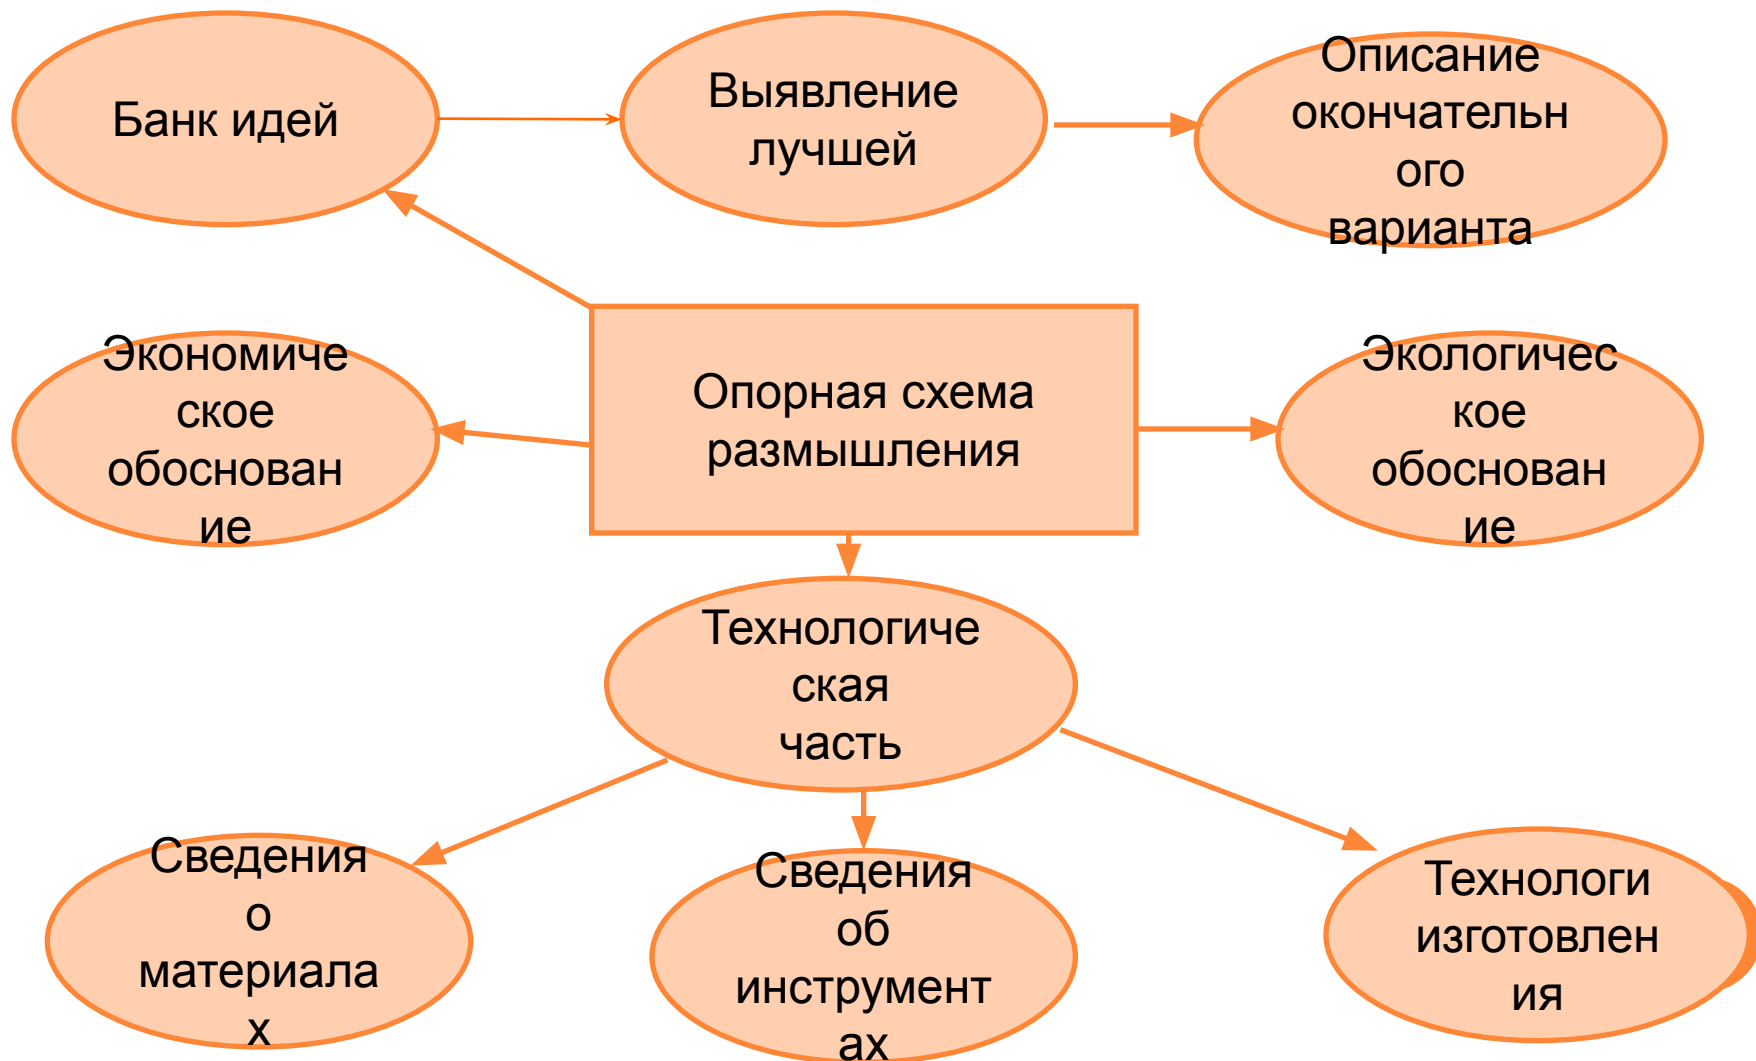 Банк идей
Выявление
лучшей
Описание
окончательн
ого
варианта
Экономиче
ское
обоснован
ие
Опорная схема
размышления
Экологичес
кое
обоснован
ие
Технологиче
ская
часть
Сведения
о
материала
х
Сведения
об
инструмент
ах
Технологи
изготовлен
ия